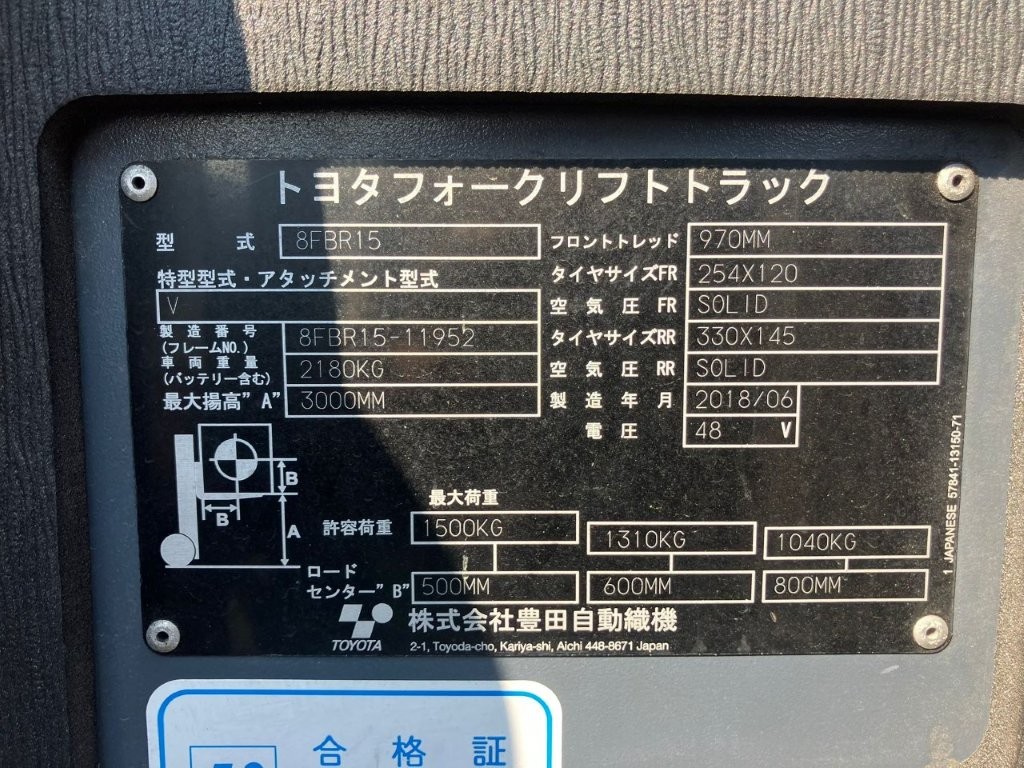 トヨタフォークリフトトラック
型 式 8FBR15 フロントトレッド 970MM
特型型式・アタッチメント型式 タイヤサイズFR 254X120
V 空気圧 FR SOLID
製造番号
(フレームNO.) 8FBR15-11952 タイヤサイズRR 330X145
車両重量
(バッテリー含む) 2180KG 空気圧 RR SOLID
最大揚高"A" 3000MM 製造年月 2018/06
電圧 48 V
B
B
A
最大荷重
許容荷重 1500KG 1310KG 1040KG
ロード
センター"B" 500MM 600MM 800MM
TOYOTA 株式会社豊田自動織機
2-1, Toyoda-cho, Kariya-shi, Aichi 448-8671 Japan
1 JAPANESE 57841-13150-71
合格証